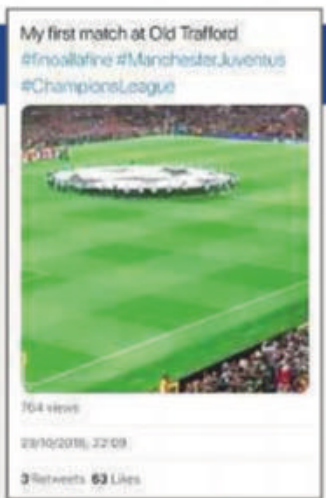 My first match at Old Trafford
#finoallafine #ManchesterJuventus
#ChampionsLeague
764 views
23/10/2018, 22:09
3 Retweets 63 Likes